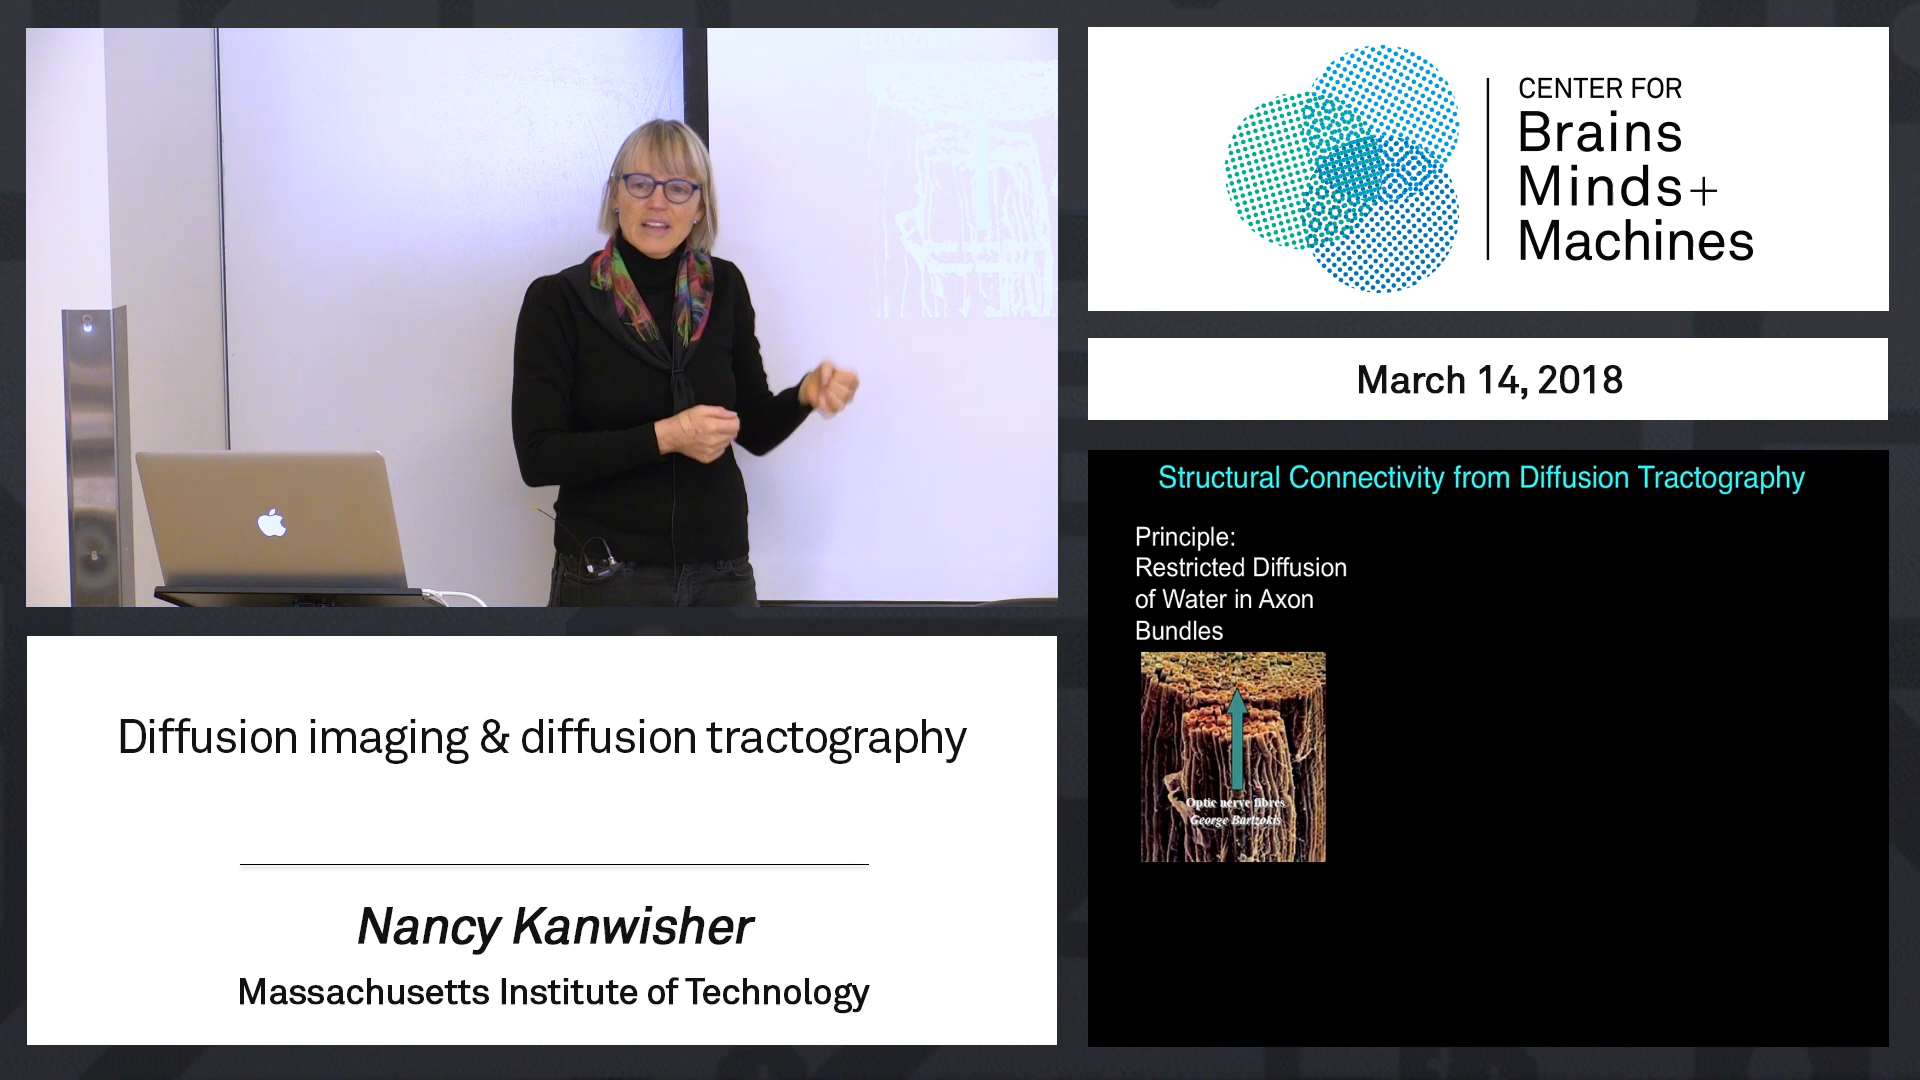 CENTER FOR
Brains
Minds+
Machines
March 14, 2018
Structural Connectivity from Diffusion Tractography
Principle:
Restricted Diffusion
of Water in Axon
Bundles
Optic nerve fibres
George Bartzokis
Diffusion imaging & diffusion tractography
Nancy Kanwisher
Massachusetts Institute of Technology